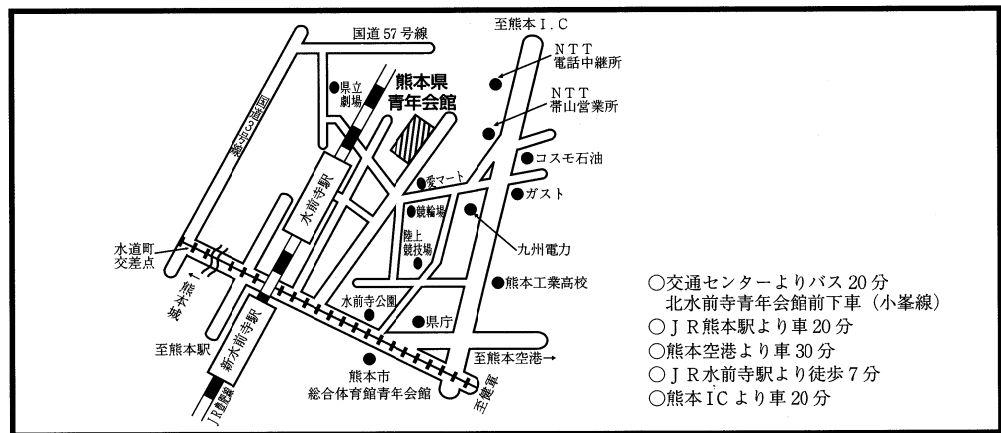 至熊本I.C
国道57号線
NTT
電話中継所
県立
劇場
熊本県
青年会館
NTT
帯山営業所
国道3号線
コスモ石油
愛マート
水前寺駅
ガスト
競輪場
陸上
競技場
九州電力
水道町
交差点
←熊本城
熊本工業高校
水前寺公園
県庁
至熊本駅
新水前寺駅
至熊本空港→
熊本市
総合体育館青年会館
至健軍
JR豊肥線
○交通センターよりバス20分
北水前寺青年会館前下車（小峯線）
○JR熊本駅より車20分
○熊本空港より車30分
○JR水前寺駅より徒歩7分
○熊本ICより車20分